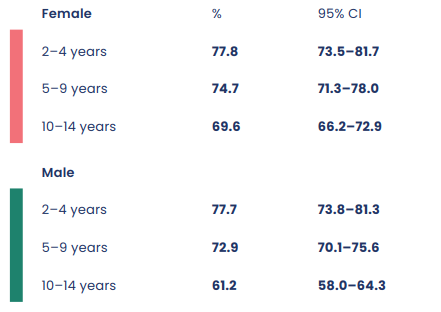 Female % 95% CI
2–4 years 77.8 73.5–81.7
5–9 years 74.7 71.3–78.0
10–14 years 69.6 66.2–72.9
Male
2–4 years 77.7 73.8–81.3
5–9 years 72.9 70.1–75.6
10–14 years 61.2 58.0–64.3